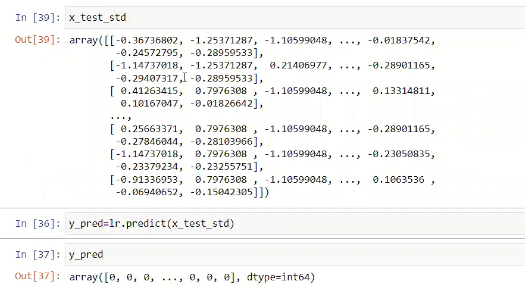 In [39]: x_test_std
Out[39]: array([[-0.36736802, -1.25371287, -1.10599048, ..., -0.01837542,
-0.24572795, -0.28959533],
[-1.14737018, -1.25371287, 0.21406977, ..., -0.28901165,
-0.29407317, -0.28959533],
[ 0.41263415, 0.7976308 , -1.10599048, ..., 0.13314811,
0.10167047, -0.01826642],
...,
[ 0.25663371, 0.7976308 , -1.10599048, ..., -0.28901165,
-0.27846044, -0.28103966],
[-1.14737018, 0.7976308 , -1.10599048, ..., -0.23050835,
-0.23379234, -0.23255751],
[-0.91336953, 0.7976308 , -1.10599048, ..., 0.1063536 ,
-0.06940652, -0.15042305]])
In [36]: y_pred=lr.predict(x_test_std)
In [37]: y_pred
Out[37]: array([0, 0, 0, ..., 0, 0, 0], dtype=int64)